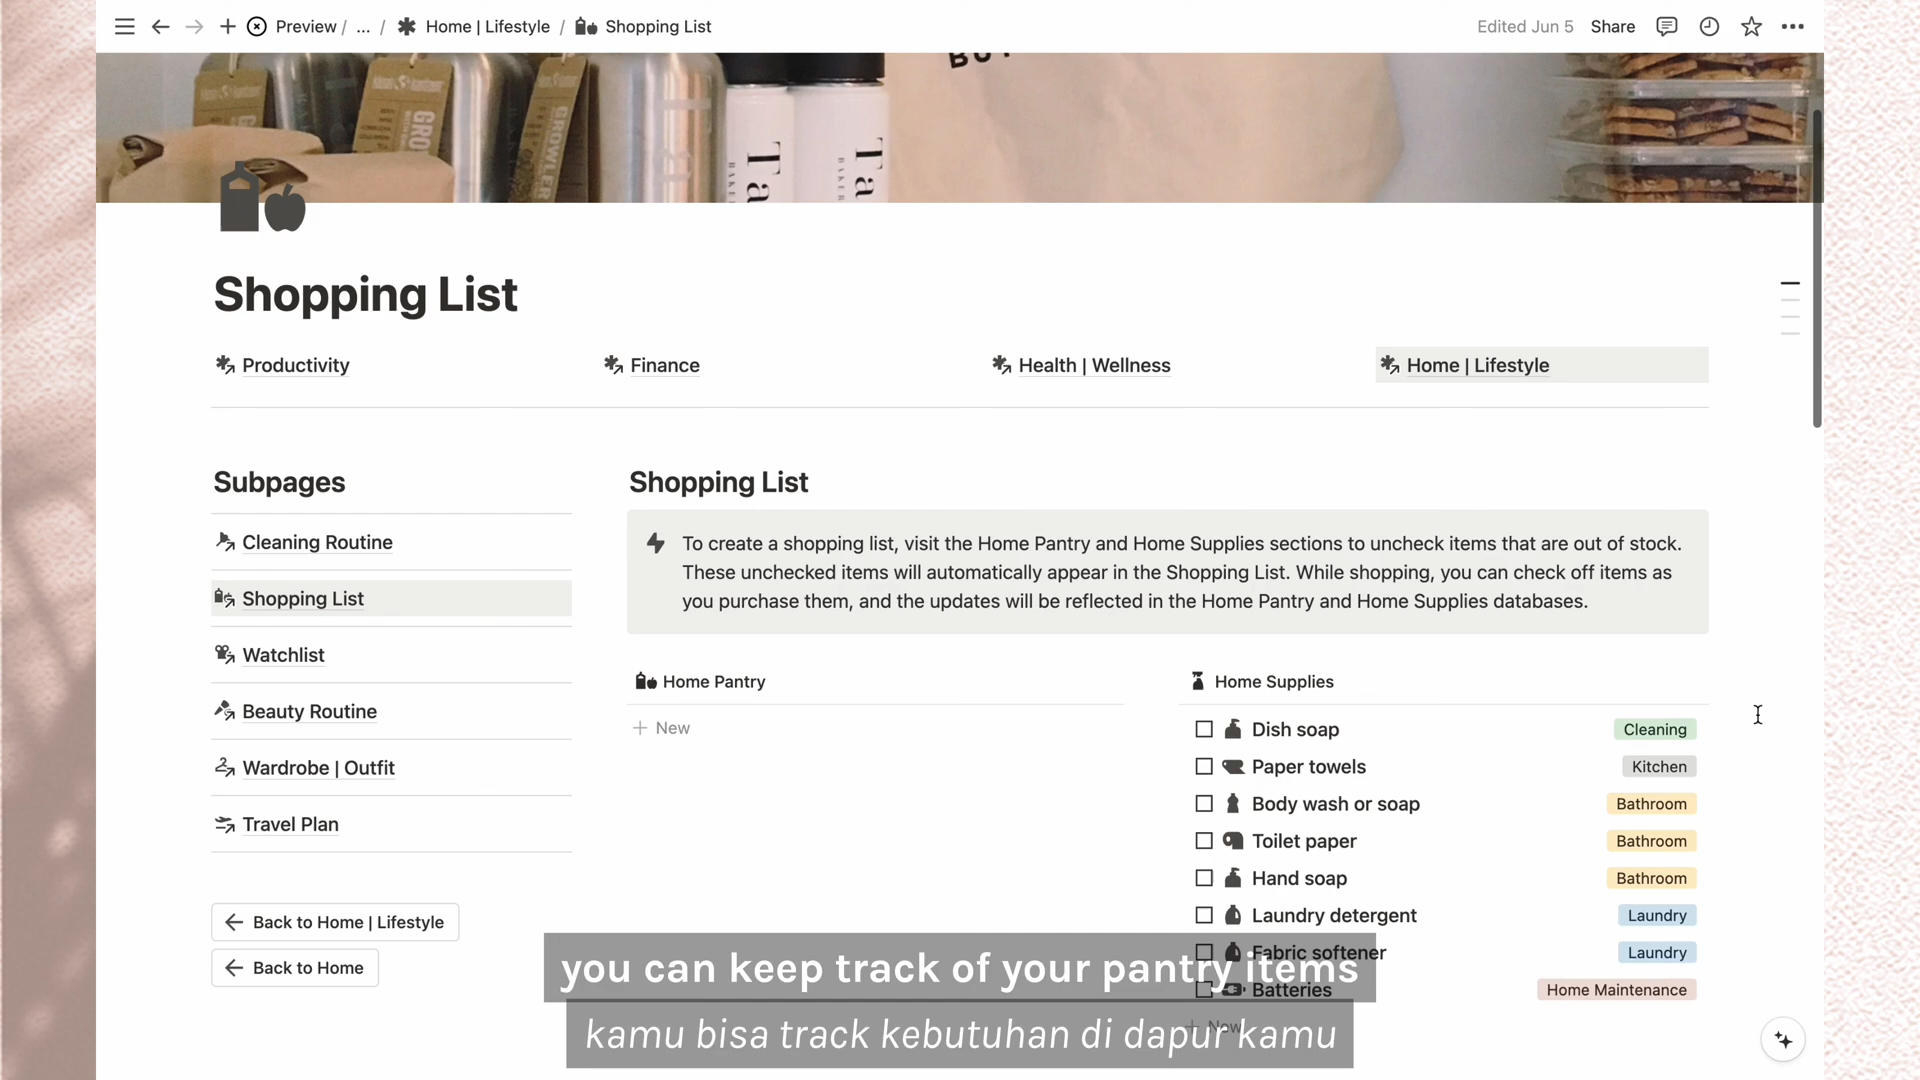 Preview / ... / Home | Lifestyle / Shopping List
Edited Jun 5 Share
GROWLER
Ta
BAKER
Ta
BAKER
Shopping List
Productivity
Finance
Health | Wellness
Home | Lifestyle
Subpages
Cleaning Routine
Shopping List
Watchlist
Beauty Routine
Wardrobe | Outfit
Travel Plan
Back to Home | Lifestyle
Back to Home
Shopping List
To create a shopping list, visit the Home Pantry and Home Supplies sections to uncheck items that are out of stock.
These unchecked items will automatically appear in the Shopping List. While shopping, you can check off items as
you purchase them, and the updates will be reflected in the Home Pantry and Home Supplies databases.
Home Pantry
New
Home Supplies
Dish soap Cleaning
Paper towels Kitchen
Body wash or soap Bathroom
Toilet paper Bathroom
Hand soap Bathroom
Laundry detergent Laundry
Fabric softener Laundry
Batteries Home Maintenance
New
you can keep track of your pantry items
kamu bisa track kebutuhan di dapur kamu